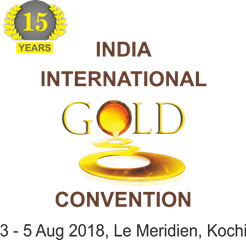 15
YEARS
INDIA
INTERNATIONAL
GOLD
CONVENTION
3 - 5 Aug 2018, Le Meridien, Kochi